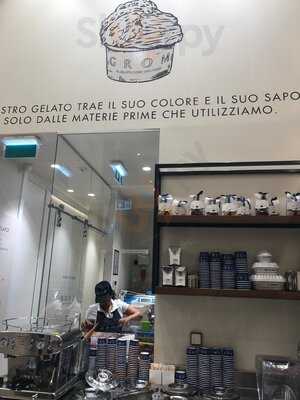 GROM
STRO GELATO TRAE IL SUO COLORE E IL SUO SAPO
SOLO DALLE MATERIE PRIME CHE UTILIZZIAMO.